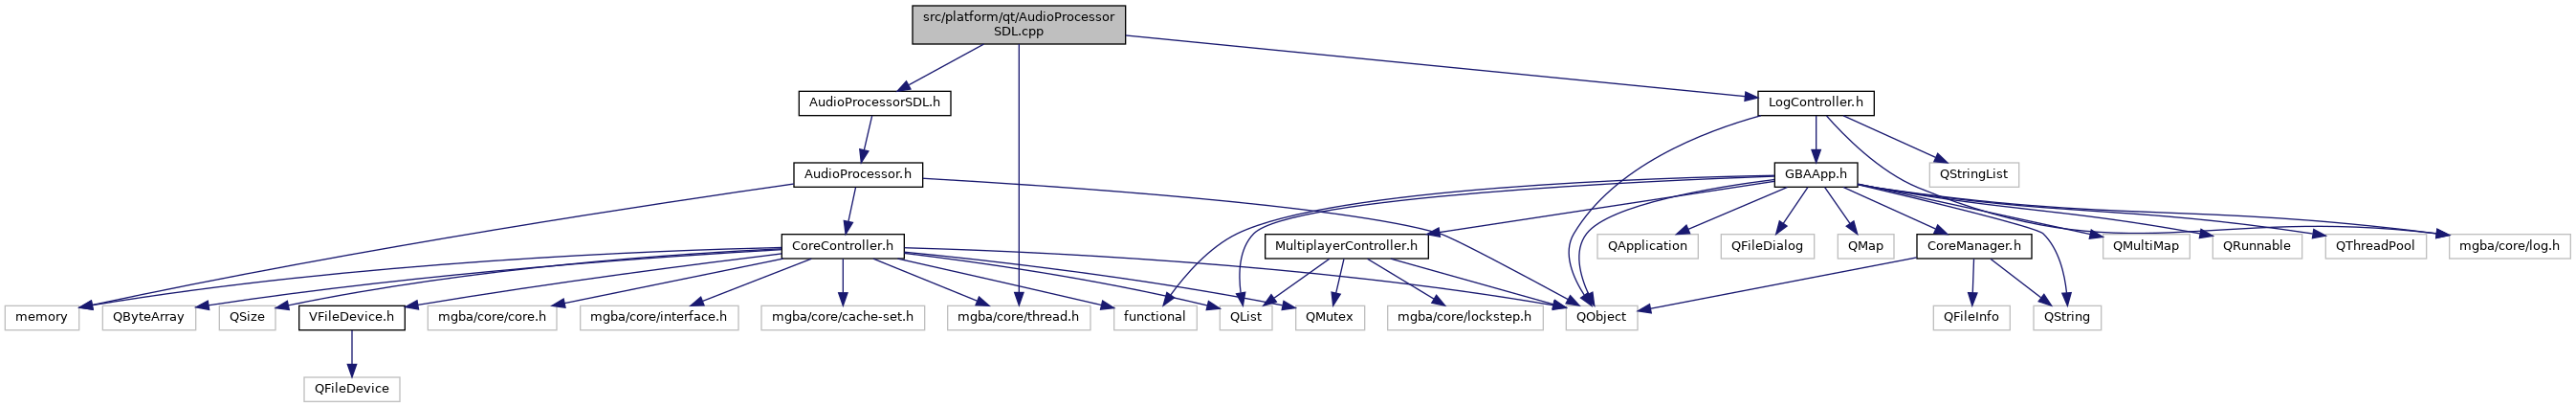 src/platform/qt/AudioProcessor
SDL.cpp
AudioProcessorSDL.h
LogController.h
AudioProcessor.h
GBAApp.h
QStringList
CoreController.h
MultiplayerController.h
QApplication
QFileDialog
QMap
CoreManager.h
QMultiMap
QRunnable
QThreadPool
mgba/core/log.h
memory
QByteArray
QSize
VFileDevice.h
mgba/core/core.h
mgba/core/interface.h
mgba/core/cache-set.h
mgba/core/thread.h
functional
QList
QMutex
mgba/core/lockstep.h
QObject
QFileInfo
QString
QFileDevice